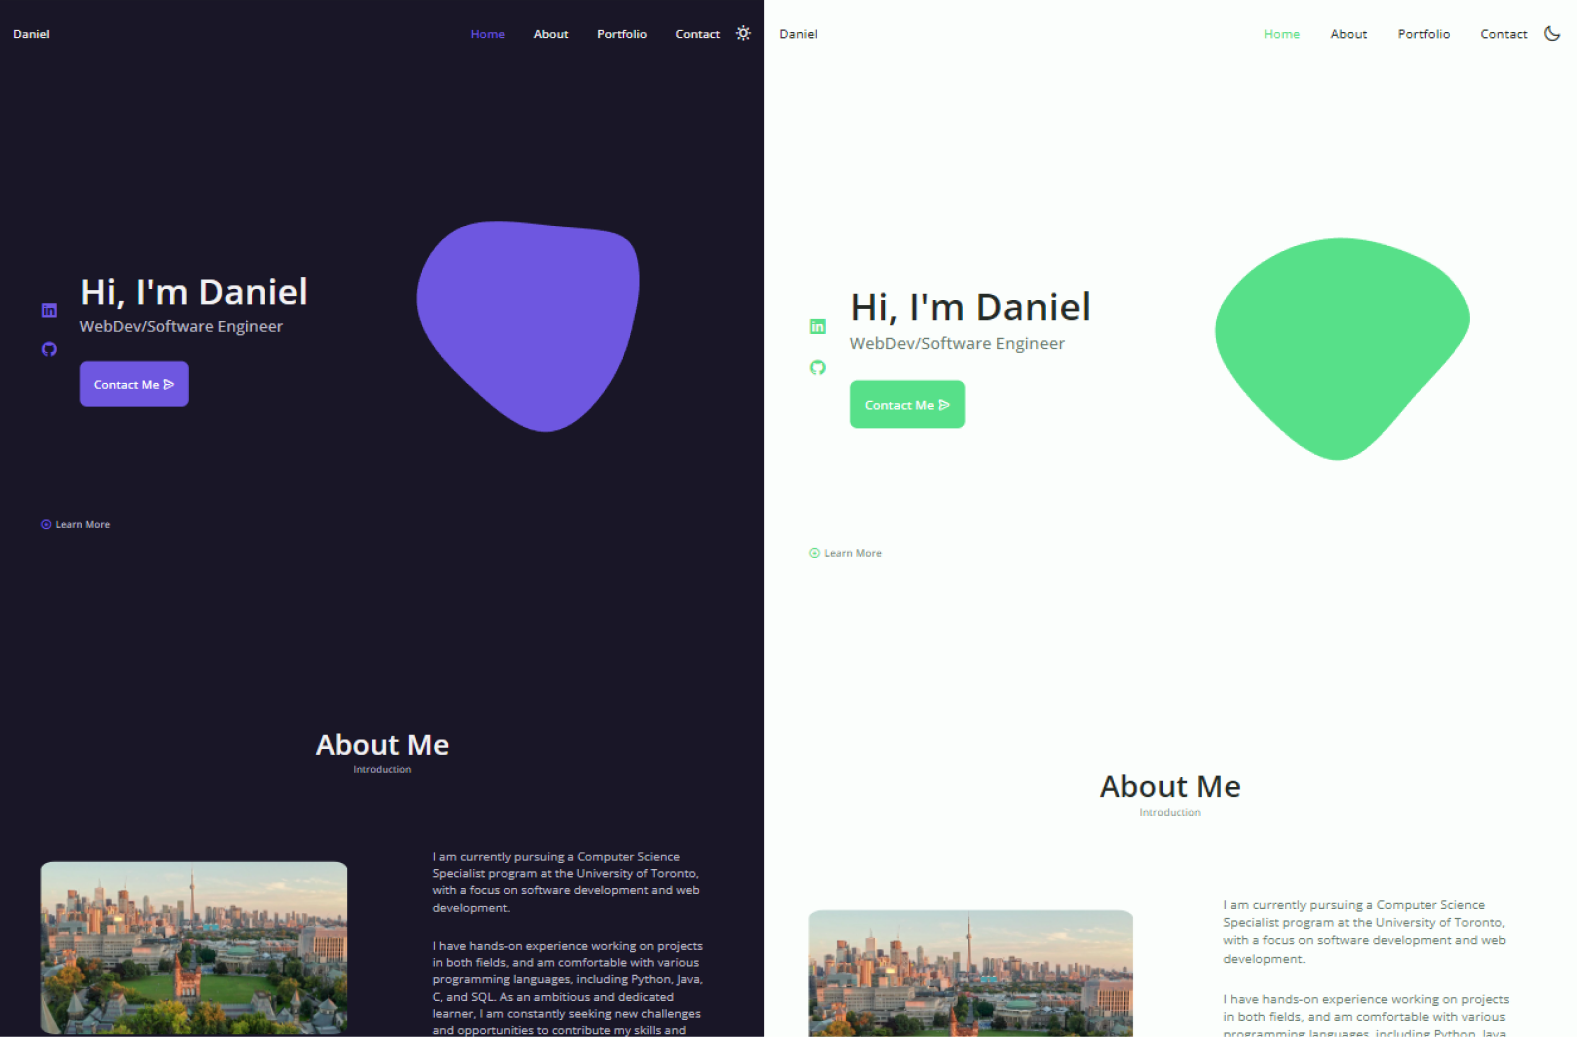 Daniel
Home About Portfolio Contact
Hi, I'm Daniel
WebDev/Software Engineer
Contact Me
Learn More
About Me
Introduction
I am currently pursuing a Computer Science
Specialist program at the University of Toronto,
with a focus on software development and web
development.
I have hands-on experience working on projects
in both fields, and am comfortable with various
programming languages, including Python, Java,
C, and SQL. As an ambitious and dedicated
learner, I am constantly seeking new challenges
and opportunities to contribute my skills and
Daniel
Home About Portfolio Contact
Hi, I'm Daniel
WebDev/Software Engineer
Contact Me
Learn More
About Me
Introduction
I am currently pursuing a Computer Science
Specialist program at the University of Toronto,
with a focus on software development and web
development.
I have hands-on experience working on projects
in both fields, and am comfortable with various
programming languages, including Python, Java,